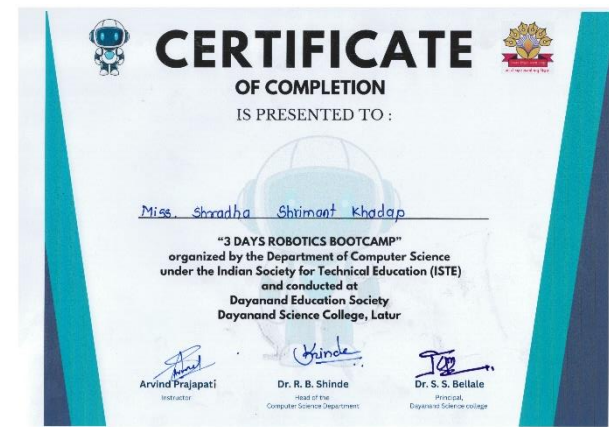 CERTIFICATE
OF COMPLETION
IS PRESENTED TO :
Miss. Shradha Shrimant Khadap
“3 DAYS ROBOTICS BOOTCAMP”
organized by the Department of Computer Science
under the Indian Society for Technical Education (ISTE)
and conducted at
Dayanand Education Society
Dayanand Science College, Latur
Arvind Prajapati
Instructor
Dr. R. B. Shinde
Head of the
Computer Science Department
Dr. S. S. Bellale
Principal,
Dayanand Science college